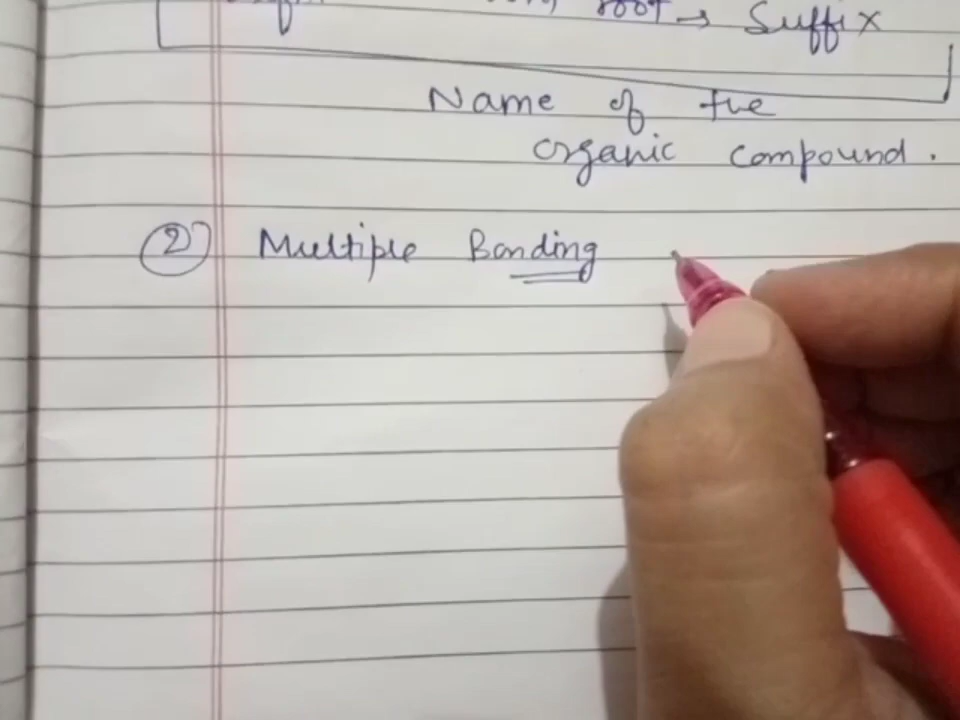 root → Suffix
Name of the
organic compound.
② Multiple Bonding